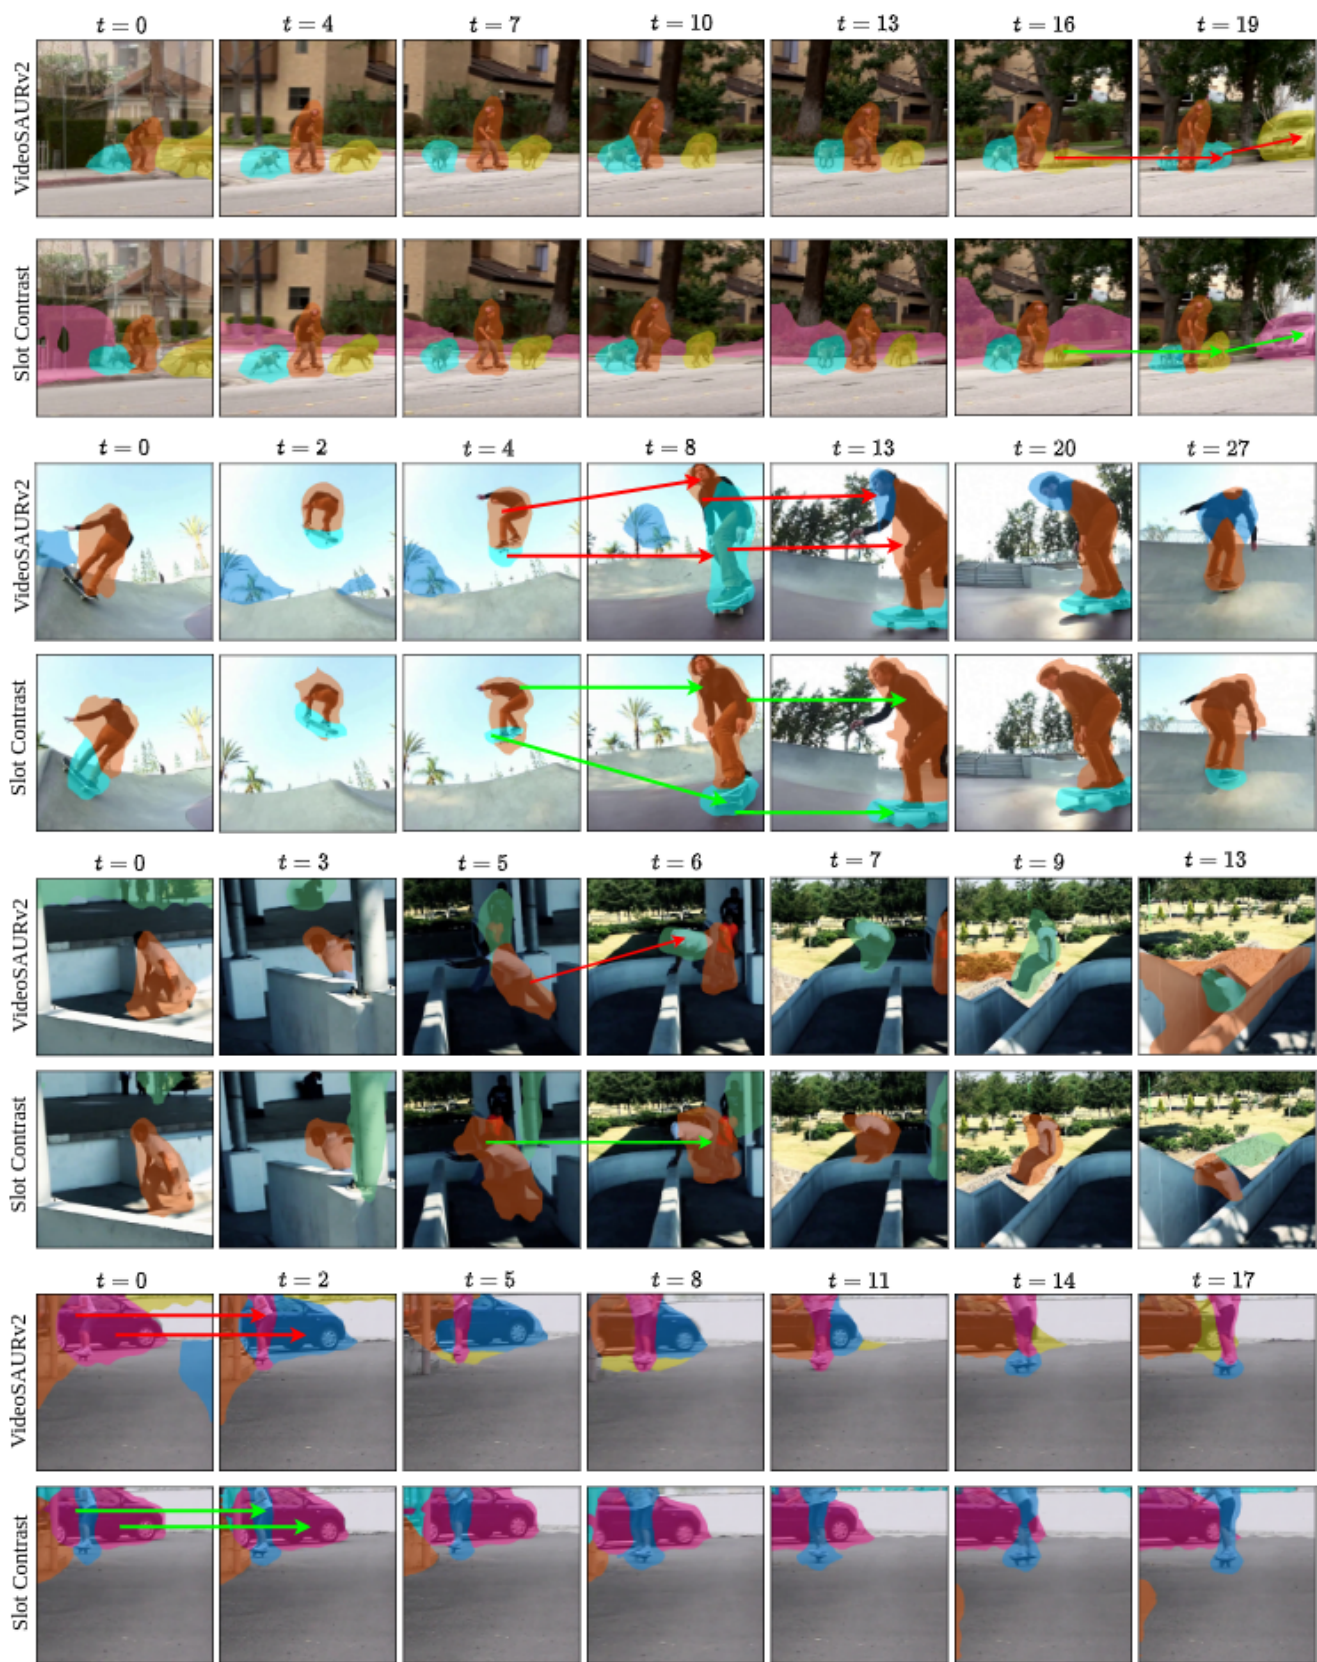 t = 0 t = 4 t = 7 t = 10 t = 13 t = 16 t = 19
VideoSAURv2
Slot Contrast
t = 0 t = 2 t = 4 t = 8 t = 13 t = 20 t = 27
VideoSAURv2
Slot Contrast
t = 0 t = 3 t = 5 t = 6 t = 7 t = 9 t = 13
VideoSAURv2
Slot Contrast
t = 0 t = 2 t = 5 t = 8 t = 11 t = 14 t = 17
VideoSAURv2
Slot Contrast